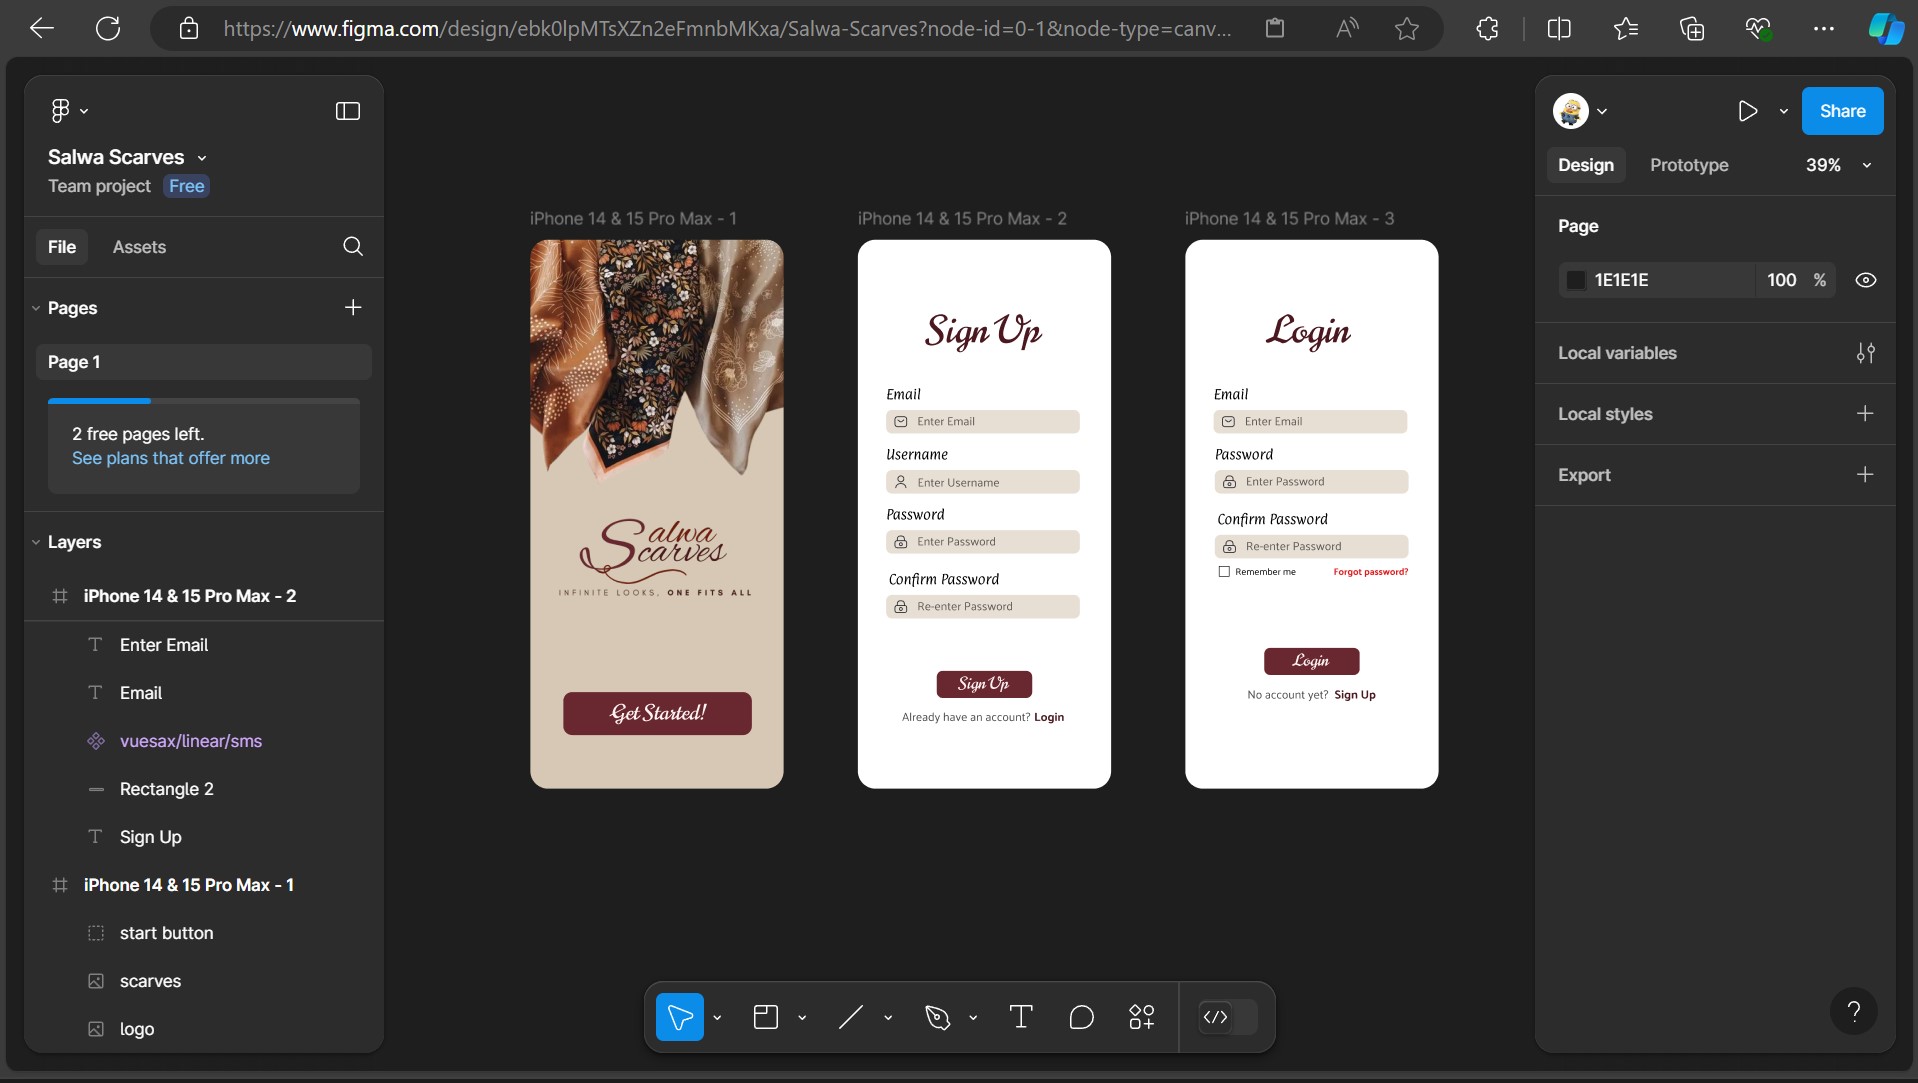 https://www.figma.com/design/ebk0lpMTsXZn2eFmnbMKxa/Salwa-Scarves?node-id=0-1&node-type=canv...
Salwa Scarves
Team project Free
File Assets
Pages
Page 1
2 free pages left.
See plans that offer more
Layers
iPhone 14 & 15 Pro Max - 2
Enter Email
Email
vuesax/linear/sms
Rectangle 2
Sign Up
iPhone 14 & 15 Pro Max - 1
start button
scarves
logo
iPhone 14 & 15 Pro Max - 1
Salwa
Scarves
INFINITE LOOKS, ONE FITS ALL
Get Started!
iPhone 14 & 15 Pro Max - 2
Sign Up
Email
Enter Email
Username
Enter Username
Password
Enter Password
Confirm Password
Re-enter Password
Sign Up
Already have an account? Login
iPhone 14 & 15 Pro Max - 3
Login
Email
Enter Email
Password
Enter Password
Confirm Password
Re-enter Password
Remember me Forgot password?
Login
No account yet? Sign Up
Share
Design Prototype 39%
Page
1E1E1E 100 %
Local variables
Local styles
Export
?